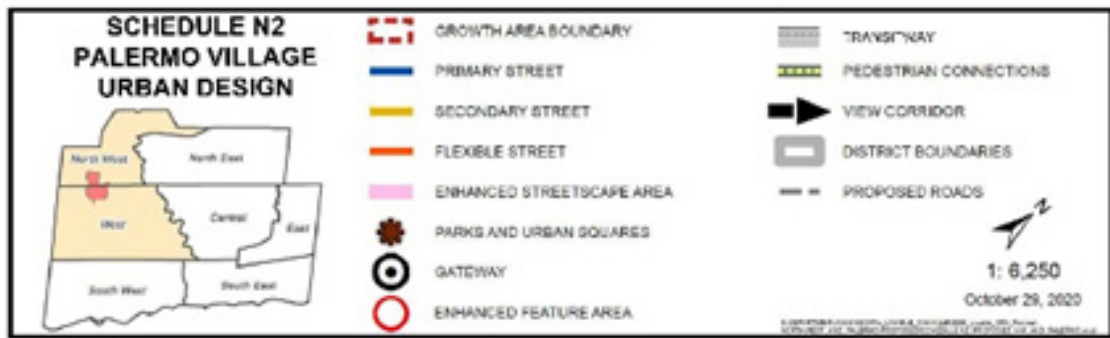 SCHEDULE N2
PALERMO VILLAGE
URBAN DESIGN
North West
North East
West
Central
East
South West
South East
GROWTH AREA BOUNDARY
PRIMARY STREET
SECONDARY STREET
FLEXIBLE STREET
ENHANCED STREETSCAPE AREA
PARKS AND URBAN SQUARES
GATEWAY
ENHANCED FEATURE AREA
TRANSITWAY
PEDESTRIAN CONNECTIONS
VIEW CORRIDOR
DISTRICT BOUNDARIES
PROPOSED ROADS
N
1: 6,250
October 29, 2020